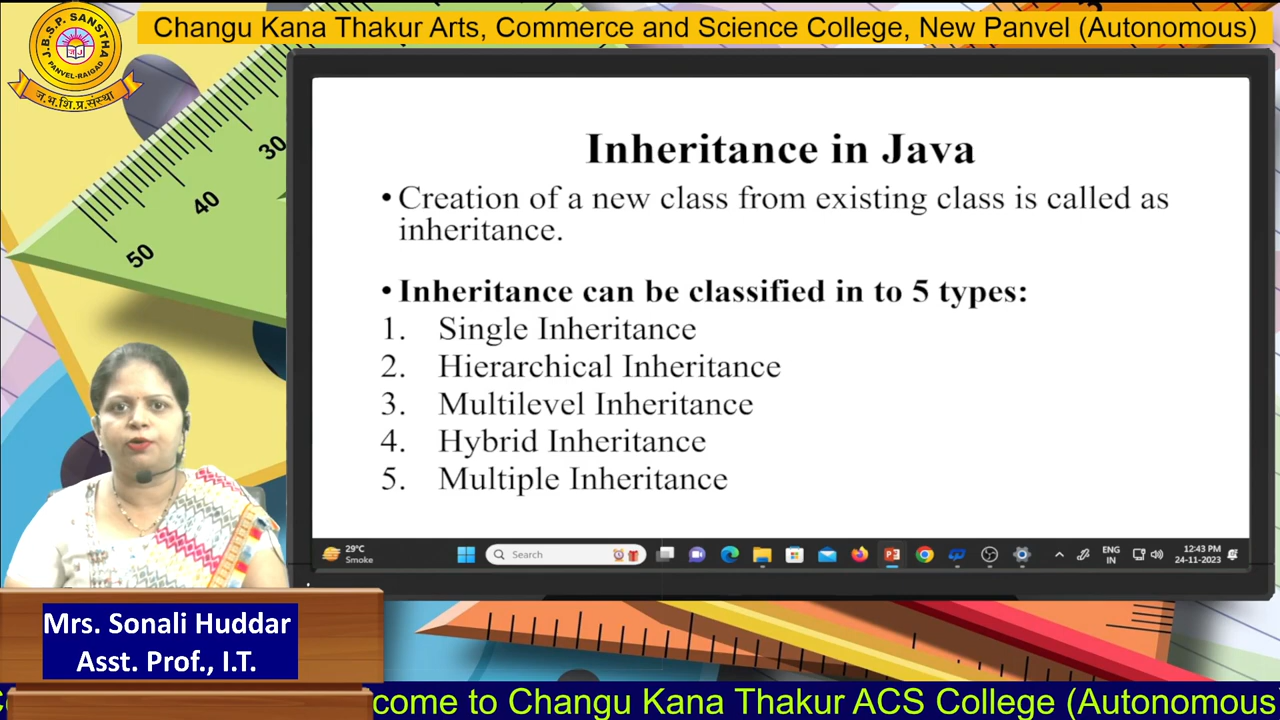 Changu Kana Thakur Arts, Commerce and Science College, New Panvel (Autonomous)
J.B.S.P. SANSTHA
PANVEL-RAIGAD
ज.भ.शि.प्र.संस्था
30
40
50
Inheritance in Java
• Creation of a new class from existing class is called as
inheritance.
• Inheritance can be classified in to 5 types:
1. Single Inheritance
2. Hierarchical Inheritance
3. Multilevel Inheritance
4. Hybrid Inheritance
5. Multiple Inheritance
29°C
Smoke
Search
ENG
IN
12:43 PM
24-11-2023
Mrs. Sonali Huddar
Asst. Prof., I.T.
come to Changu Kana Thakur ACS College (Autonomous